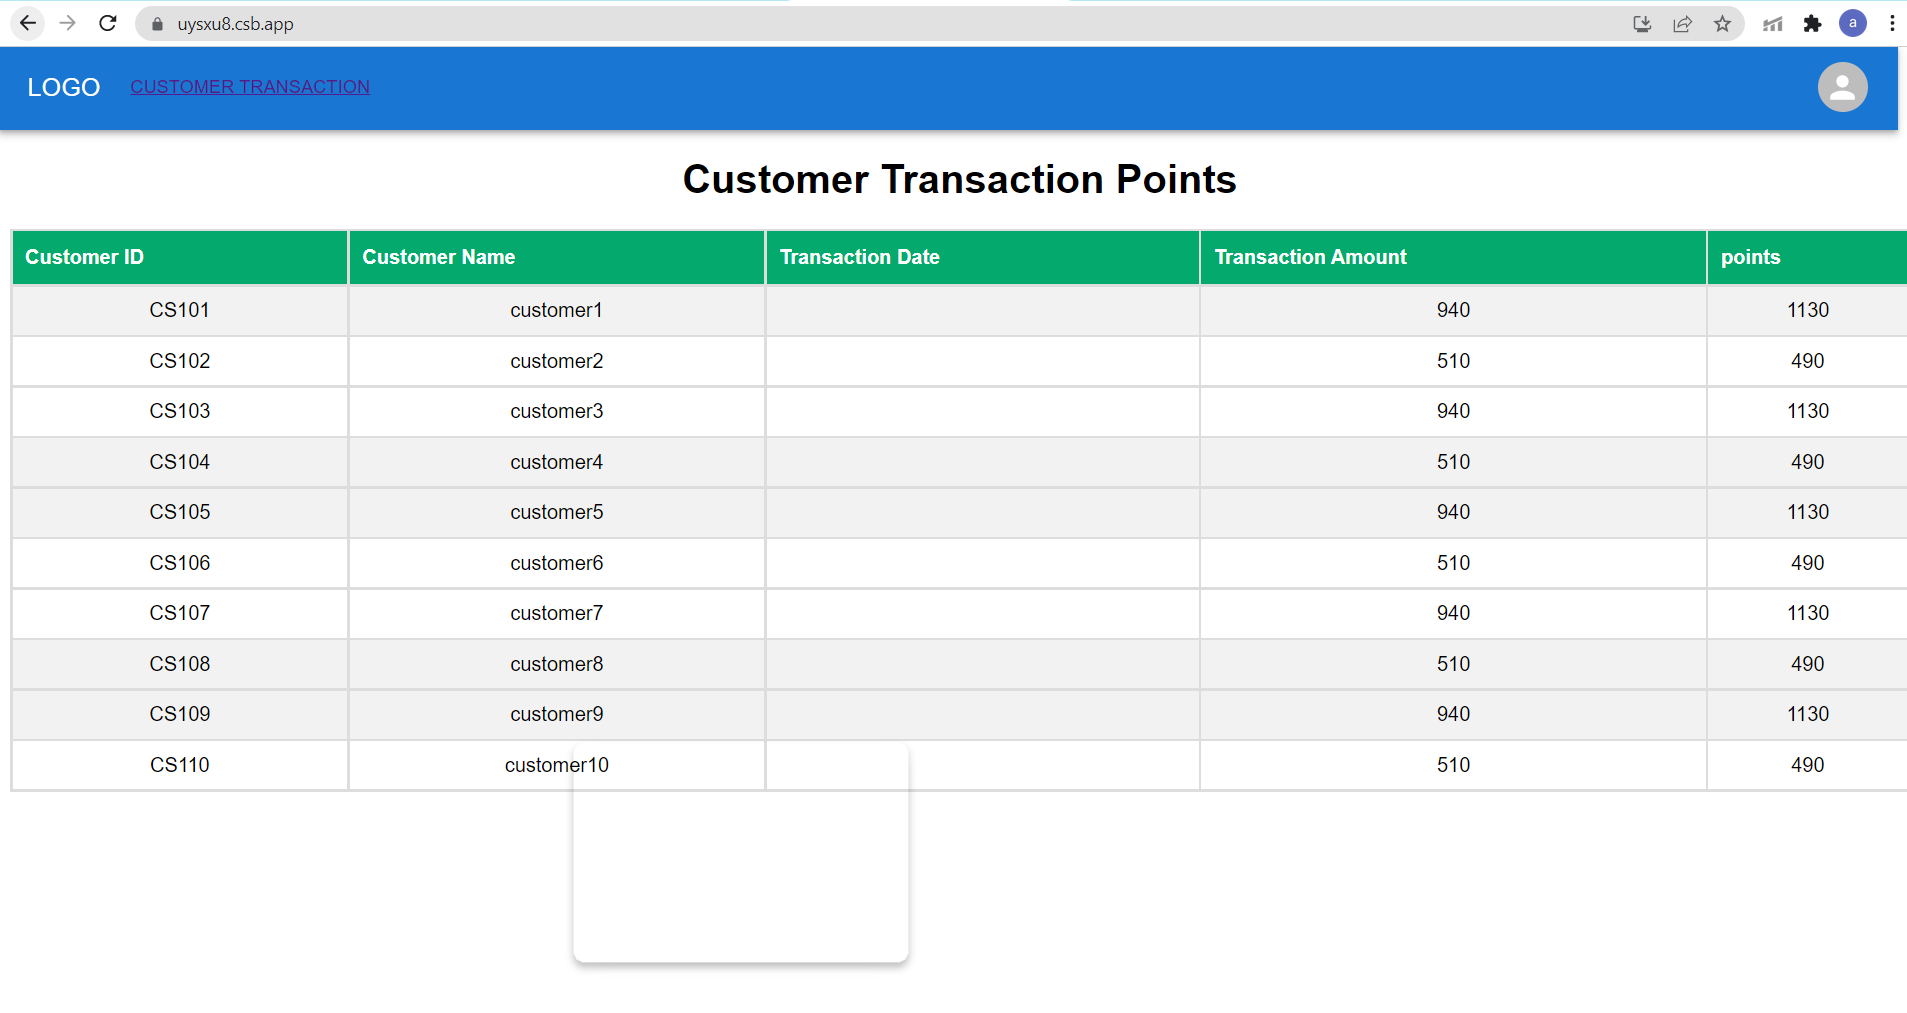 uysxu8.csb.app
a
LOGO CUSTOMER TRANSACTION
Customer Transaction Points
Customer ID Customer Name Transaction Date Transaction Amount points
CS101 customer1 940 1130
CS102 customer2 510 490
CS103 customer3 940 1130
CS104 customer4 510 490
CS105 customer5 940 1130
CS106 customer6 510 490
CS107 customer7 940 1130
CS108 customer8 510 490
CS109 customer9 940 1130
CS110 customer10 510 490